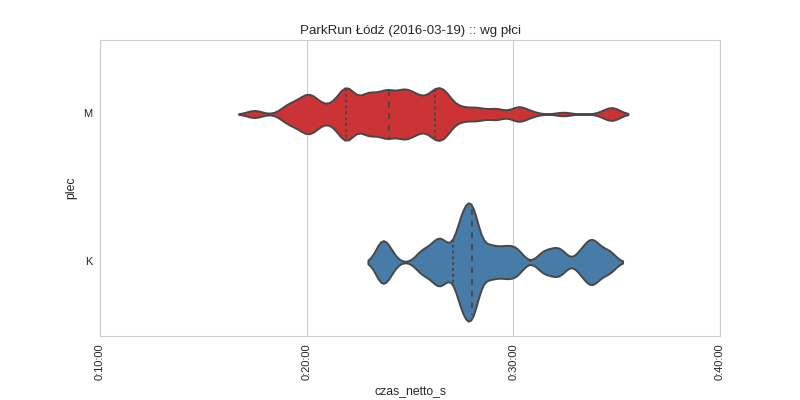 ParkRun Łódź (2016-03-19) :: wg płci
M
K
plec
0:10:00
0:20:00
0:30:00
0:40:00
czas_netto_s